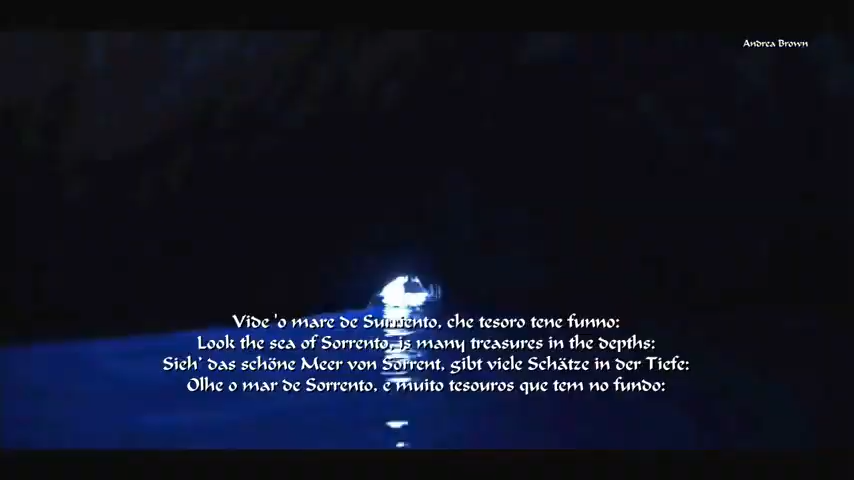 Andrea Brown
Vide 'o mare de Surriento, che tesoro tene funno:
Look the sea of Sorrento, is many treasures in the depths:
Sieh' das schöne Meer von Sorrent, gibt viele Schätze in der Tiefe:
Olhe o mar de Sorrento, e muito tesouros que tem no fundo: